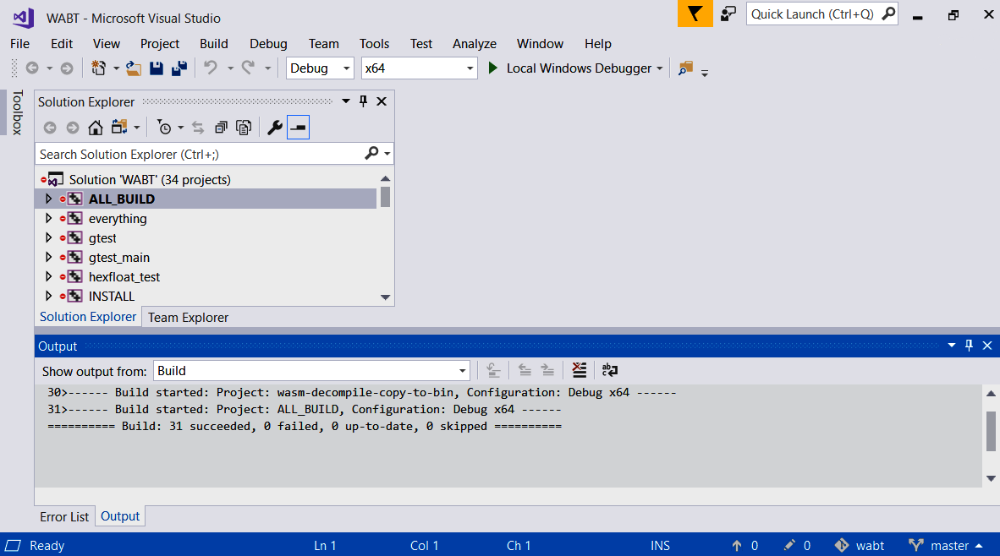 WABT - Microsoft Visual Studio
Quick Launch (Ctrl+Q)
File Edit View Project Build Debug Team Tools Test Analyze Window Help
Debug x64 Local Windows Debugger
Toolbox
Solution Explorer
Search Solution Explorer (Ctrl+;)
Solution 'WABT' (34 projects)
ALL_BUILD
everything
gtest
gtest_main
hexfloat_test
INSTALL
Solution Explorer Team Explorer
Output
Show output from: Build
30>------ Build started: Project: wasm-decompile-copy-to-bin, Configuration: Debug x64 ------
31>------ Build started: Project: ALL_BUILD, Configuration: Debug x64 ------
========== Build: 31 succeeded, 0 failed, 0 up-to-date, 0 skipped ==========
Error List Output
Ready Ln 1 Col 1 Ch 1 INS 0 0 wabt master